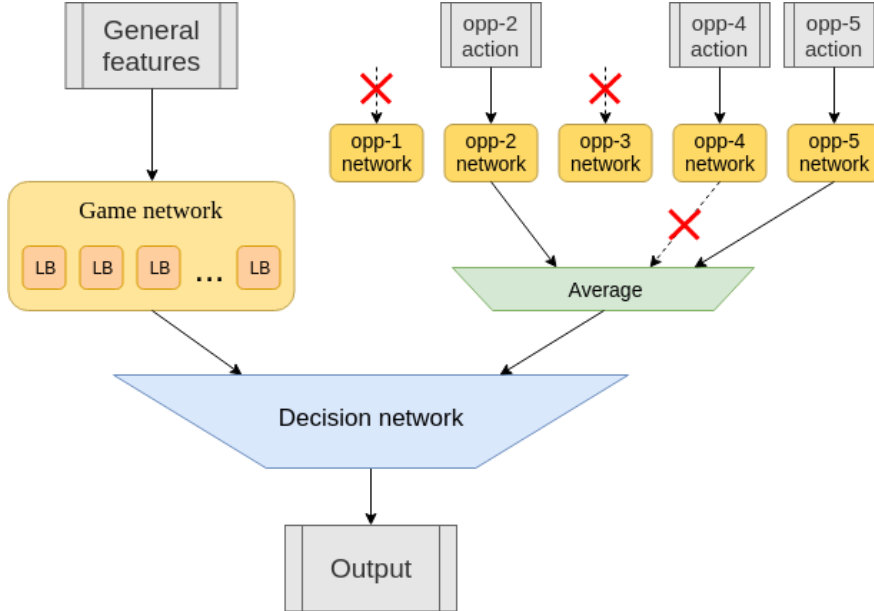 General
features
opp-2
action
opp-4
action
opp-5
action
opp-1
network
opp-2
network
opp-3
network
opp-4
network
opp-5
network
Game network
LB LB LB ... LB
Average
Decision network
Output